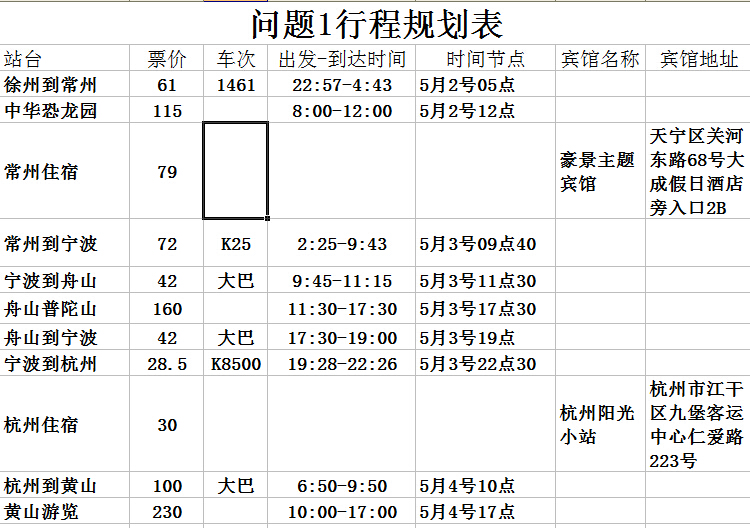 问题1行程规划表
站台 票价 车次 出发-到达时间 时间节点 宾馆名称 宾馆地址
徐州到常州 61 1461 22:57-4:43 5月2号05点
中华恐龙园 115 8:00-12:00 5月2号12点
常州住宿 79 豪景主题
宾馆
天宁区关河
东路68号大
成假日酒店
旁入口2B
常州到宁波 72 K25 2:25-9:43 5月3号09点40
宁波到舟山 42 大巴 9:45-11:15 5月3号11点30
舟山普陀山 160 11:30-17:30 5月3号17点30
舟山到宁波 42 大巴 17:30-19:00 5月3号19点
宁波到杭州 28.5 K8500 19:28-22:26 5月3号22点30
杭州住宿 30 杭州阳光
小站
杭州市江干
区九堡客运
中心仁爱路
223号
杭州到黄山 100 大巴 6:50-9:50 5月4号10点
黄山游览 230 10:00-17:00 5月4号17点